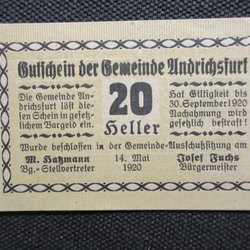 Gutschein der Gemeinde Andrichsfurt
Die Gemeinde An-
drichsfurt löst die-
sen Schein in gesetz-
lichem Bargeld ein.
20
Heller
Hat Giltigkeit bis
30. September 1920
Nachahmung wird
gesetzlich bestraft!
Wurde beschlossen in der Gemeinde-Ausschußsitzung am
M. Hatzmann
Bg.-Stellvertreter
14. Mai
1920
Josef Fuchs
Bürgermeister